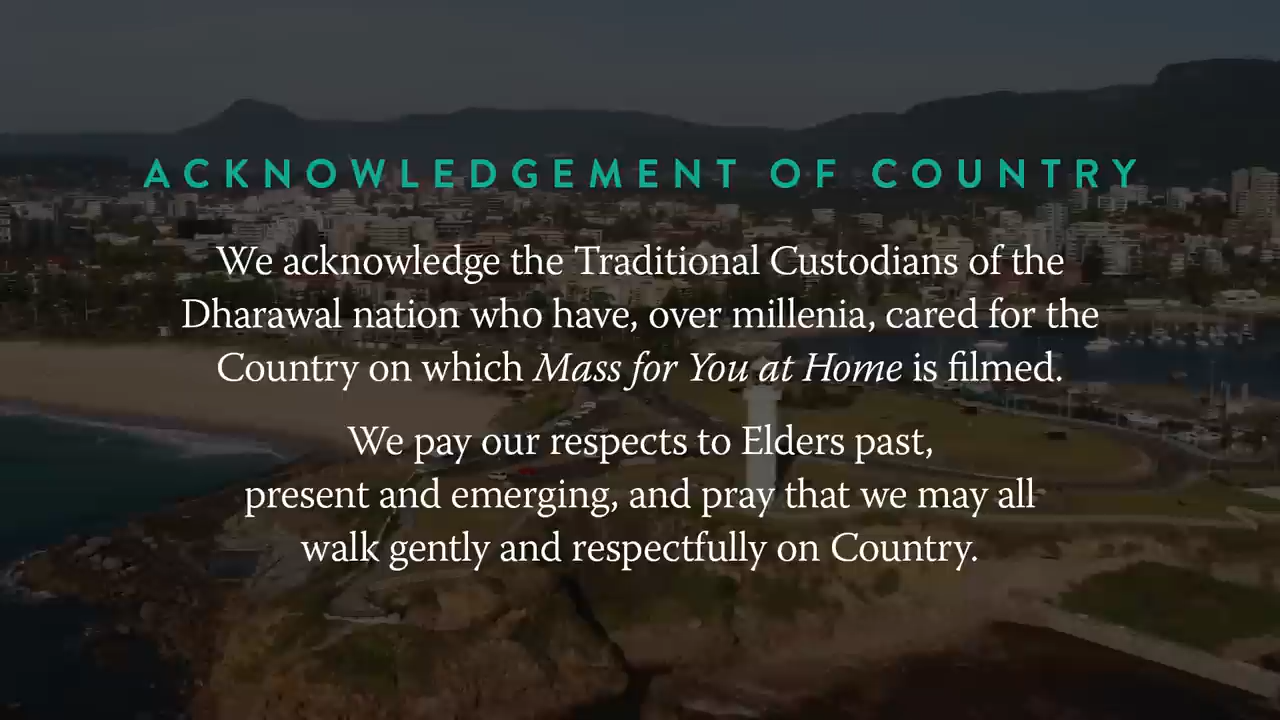 ACKNOWLEDGEMENT OF COUNTRY
We acknowledge the Traditional Custodians of the
Dharawal nation who have, over millenia, cared for the
Country on which Mass for You at Home is filmed.
We pay our respects to Elders past,
present and emerging, and pray that we may all
walk gently and respectfully on Country.